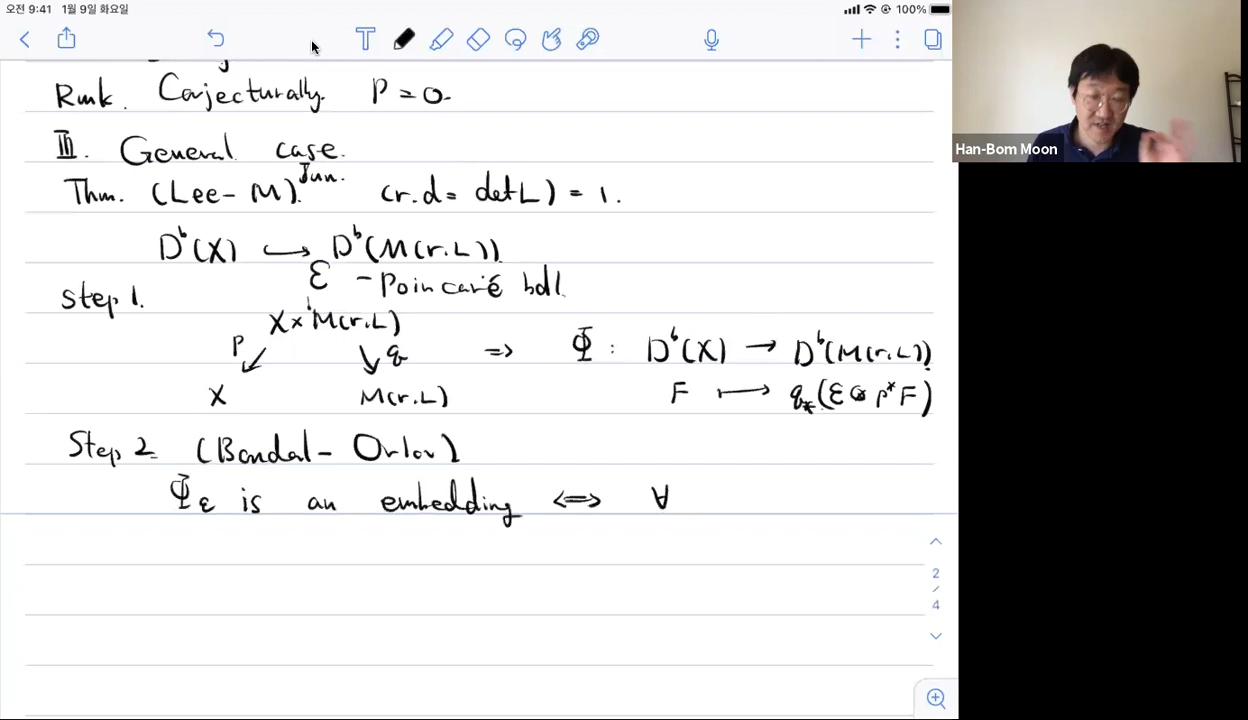 오전 9:41 1월 9일 화요일
100%
Rmk. Conjecturally. P = 0.
III. General case.
Thm. (Lee-M). Jun. (r. d = det L) = 1.
D^b(X) ↪ D^b(M(r. L))
ε - Poincaré bdl.
Step 1.
X × M(r. L)
P ↙ ↘ q ⇒ Φ : D^b(X) → D^b(M(r. L))
X M(r. L) F ↦ q_*(ε ⊗ p^* F)
Step 2. (Bondal - Orlov)
Φ_ε is an embedding ⟺ ∀
2
/
4
Han-Bom Moon